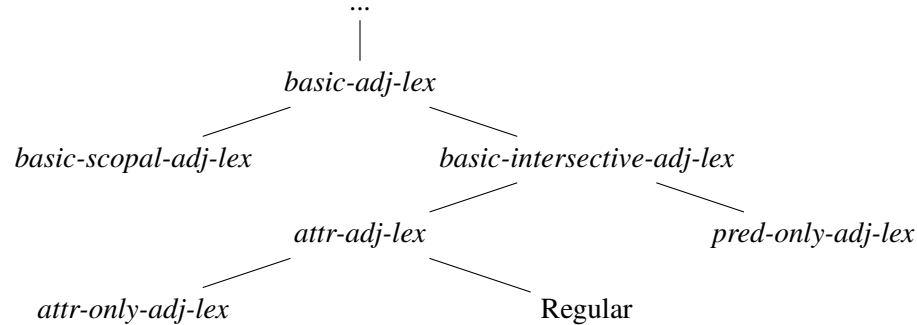 ...
basic-adj-lex
basic-scopal-adj-lex basic-intersective-adj-lex
attr-adj-lex pred-only-adj-lex
attr-only-adj-lex Regular